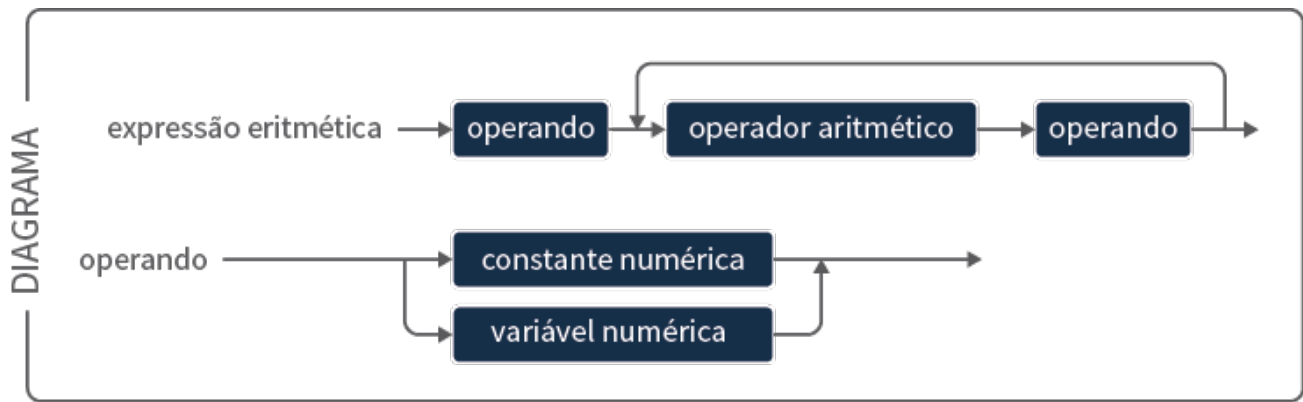 DIAGRAMA
expressão eritmética operando operador aritmético operando
operando constante numérica
variável numérica